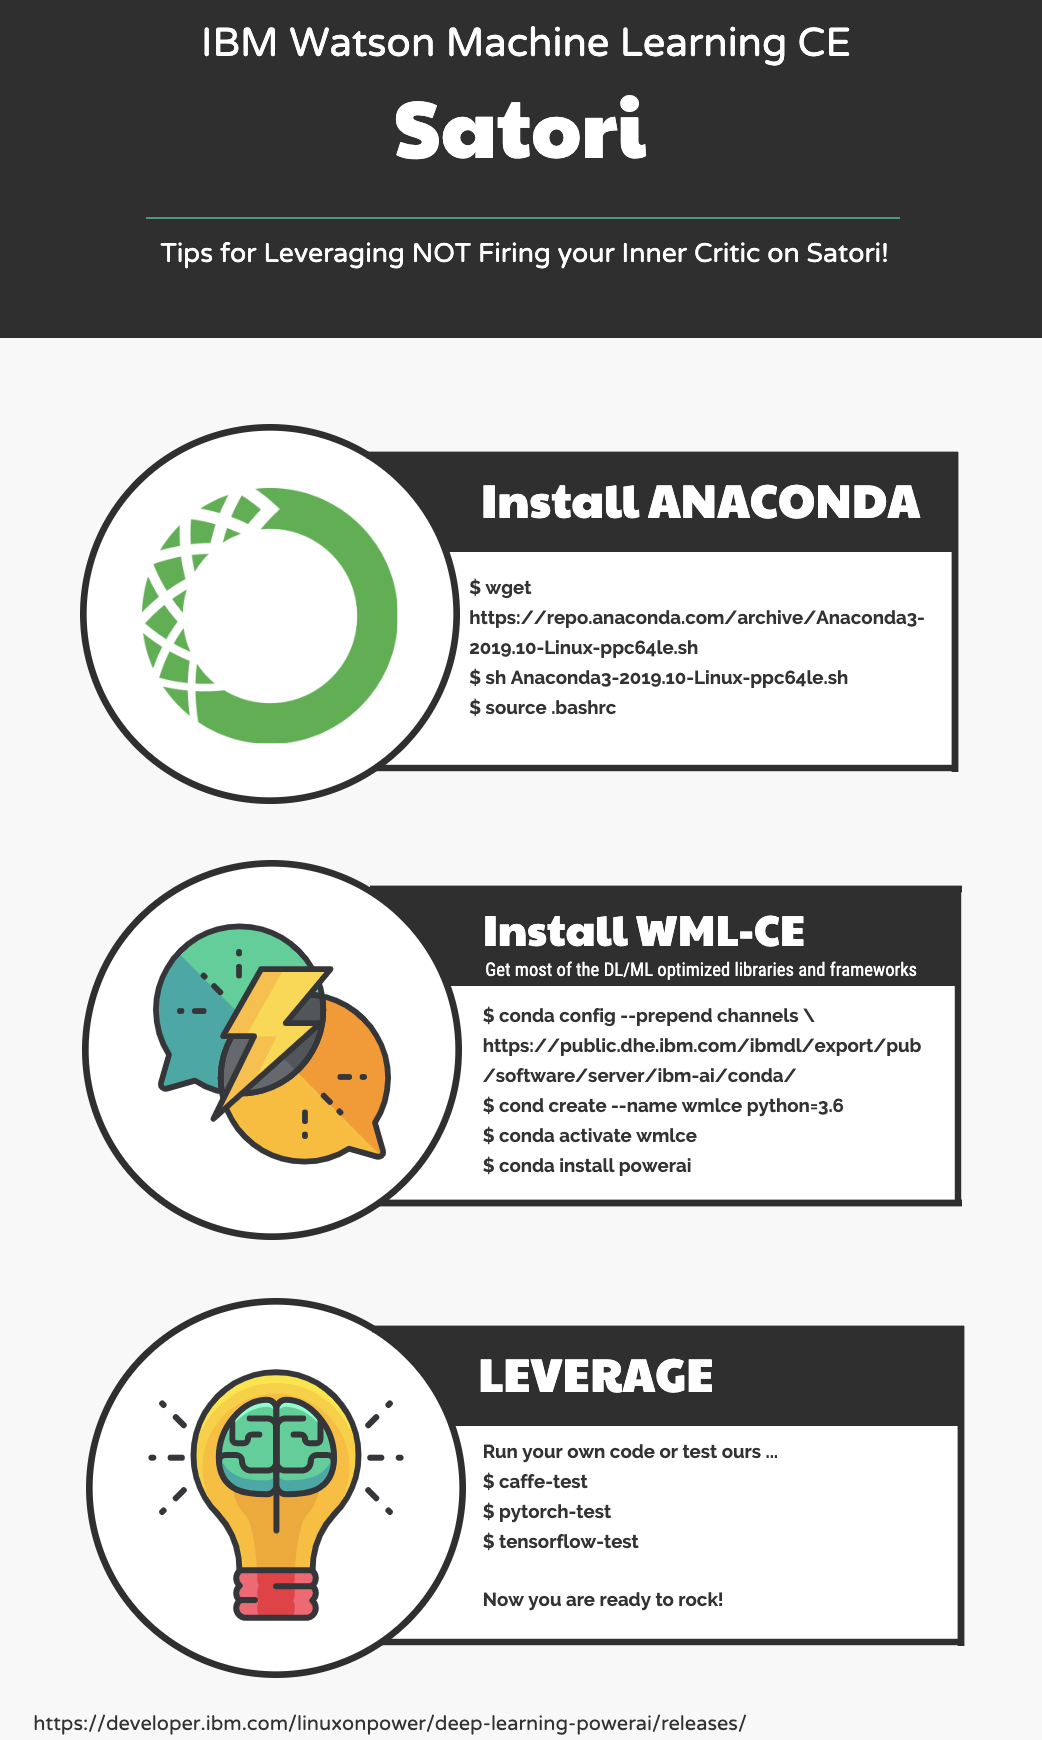 IBM Watson Machine Learning CE
Satori
Tips for Leveraging NOT Firing your Inner Critic on Satori!
Install ANACONDA
$ wget
https://repo.anaconda.com/archive/Anaconda3-
2019.10-Linux-ppc64le.sh
$ sh Anaconda3-2019.10-Linux-ppc64le.sh
$ source .bashrc
Install WML-CE
Get most of the DL/ML optimized libraries and frameworks
$ conda config --prepend channels \
https://public.dhe.ibm.com/ibmdl/export/pub
/software/server/ibm-ai/conda/
$ cond create --name wmlce python=3.6
$ conda activate wmlce
$ conda install powerai
LEVERAGE
Run your own code or test ours ...
$ caffe-test
$ pytorch-test
$ tensorflow-test
Now you are ready to rock!
https://developer.ibm.com/linuxonpower/deep-learning-powerai/releases/